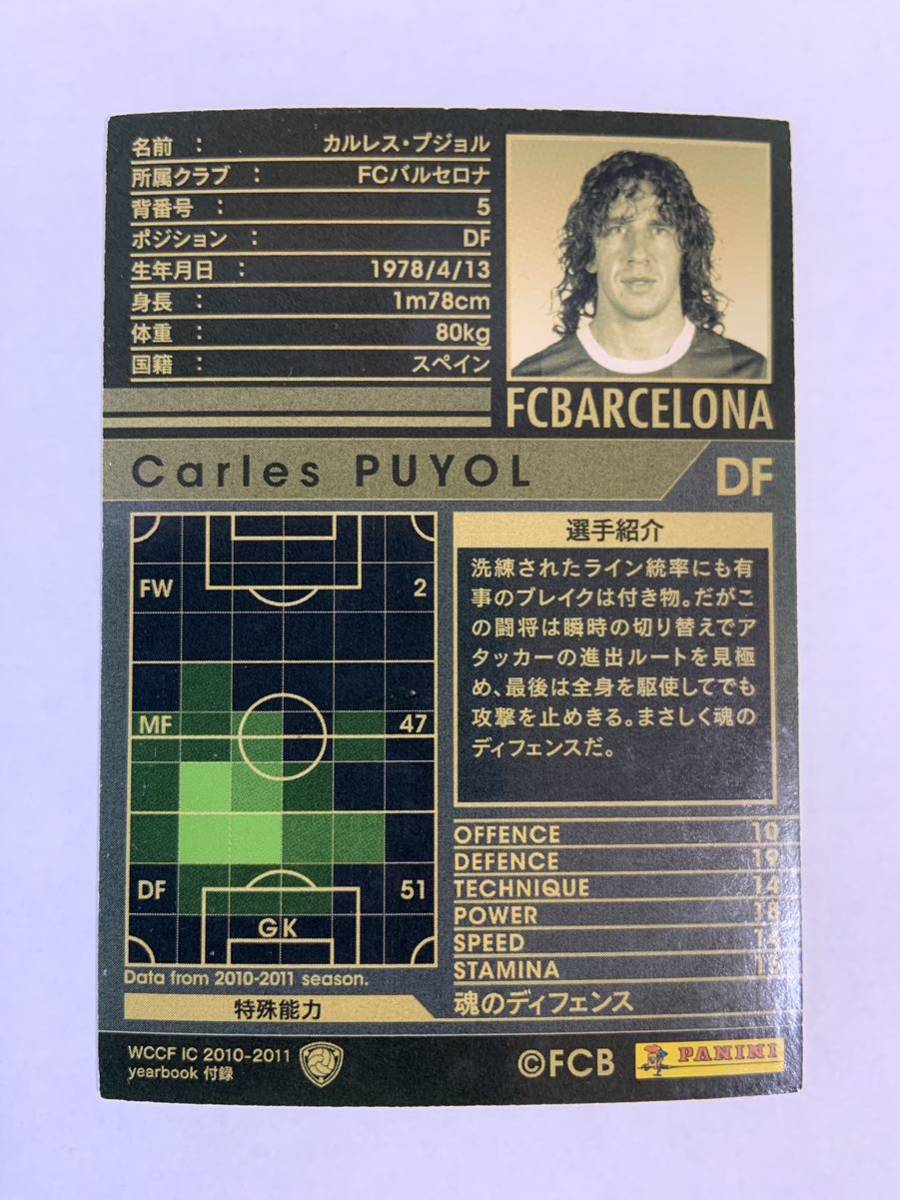 名前 : カルレス・プジョル
所属クラブ : FCバルセロナ
背番号 : 5
ポジション : DF
生年月日 : 1978/4/13
身長 : 1m78cm
体重 : 80kg
国籍 : スペイン
FCBARCELONA
Carles PUYOL
DF
FW 2
MF 47
DF 51
GK
Data from 2010-2011 season.
選手紹介
洗練されたライン統率にも有
事のブレイクは付き物。だがこ
の闘将は瞬時の切り替えでア
タッカーの進出ルートを見極
め、最後は全身を駆使してでも
攻撃を止めきる。まさしく魂の
ディフェンスだ。
OFFENCE 10
DEFENCE 19
TECHNIQUE 14
POWER 18
SPEED
STAMINA
特殊能力
魂のディフェンス
WCCF IC 2010-2011
yearbook 付録
©FCB
PANINI